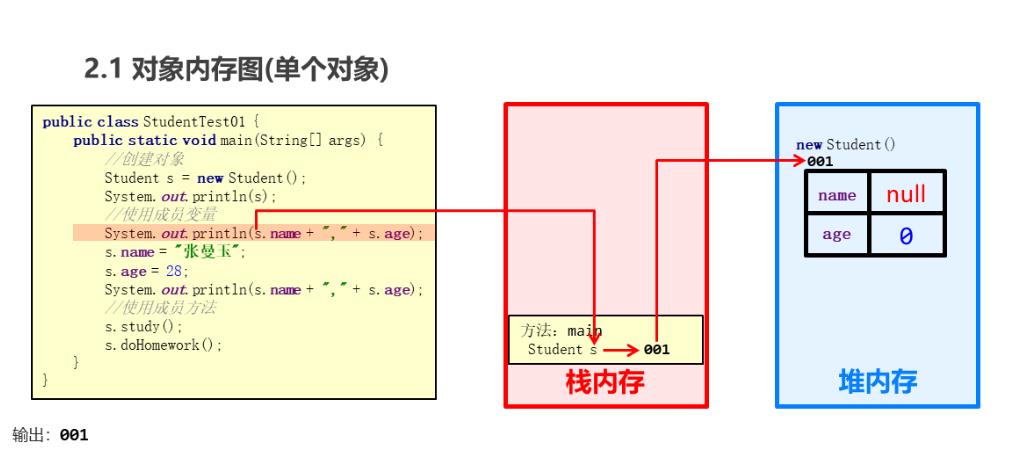 2.1 对象内存图(单个对象)
public class StudentTest01 {
public static void main(String[] args) {
//创建对象
Student s = new Student();
System.out.println(s);
//使用成员变量
System.out.println(s.name + "," + s.age);
s.name = "张曼玉";
s.age = 28;
System.out.println(s.name + "," + s.age);
//使用成员方法
s.study();
s.doHomework();
}
}
输出: 001
方法: main
Student s 001
栈内存
new Student()
001
name null
age 0
堆内存